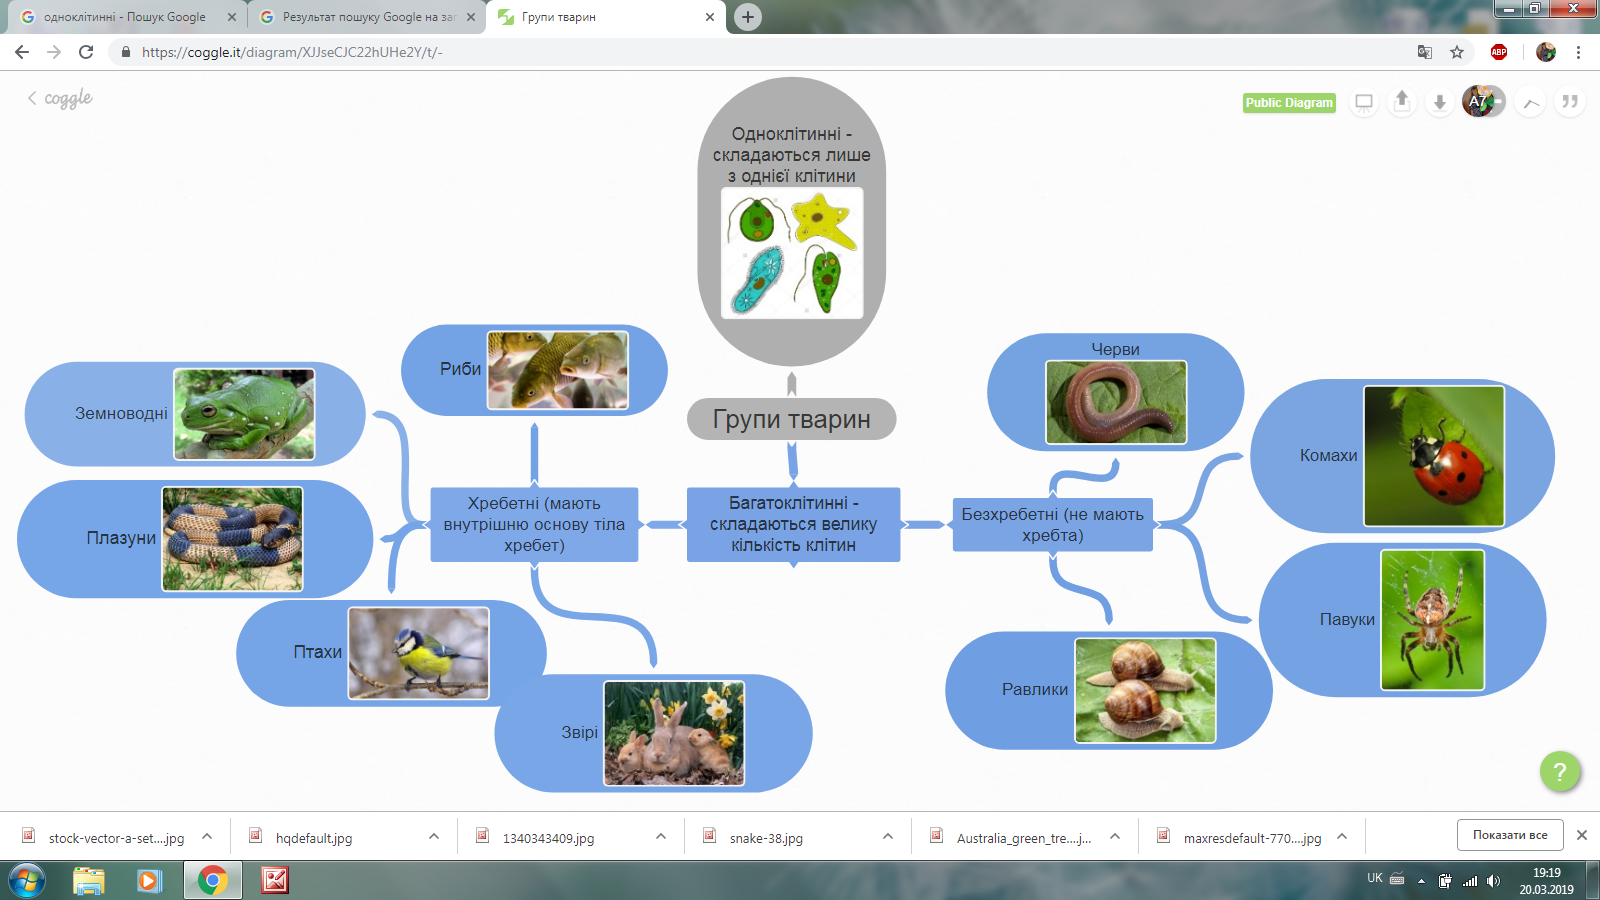 одноклітинні - Пошук Google
Результат пошуку Google на заг
Групи тварин
https://coggle.it/diagram/XJJseCJC22hUHe2Y/t/-
ABP
coggle
Public Diagram
A7
Одноклітинні -
складаються лише
з однієї клітини
Риби
Черви
Земноводні
Групи тварин
Комахи
Хребетні (мають
внутрішню основу тіла
хребет)
Багатоклітинні -
складаються велику
кількість клітин
Безхребетні (не мають
хребта)
Плазуни
Павуки
Птахи
Равлики
Звірі
?
stock-vector-a-set....jpg
hqdefault.jpg
1340343409.jpg
snake-38.jpg
Australia_green_tre....j...
maxresdefault-770....jpg
Показати все
UK
19:19
20.03.2019